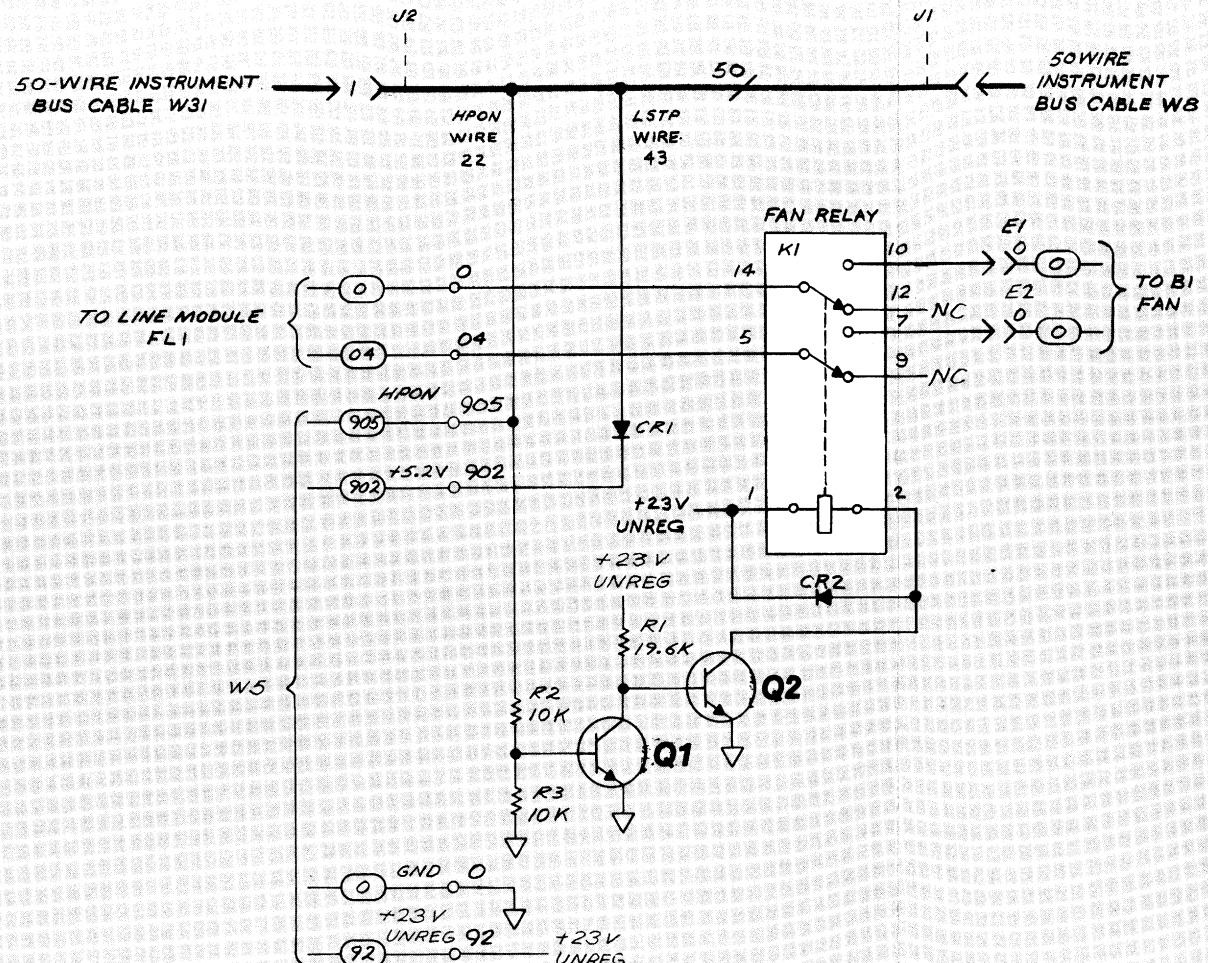 J2
J1
50-WIRE INSTRUMENT
BUS CABLE W31
1
50
50 WIRE
INSTRUMENT
BUS CABLE W8
HPON
WIRE
22
LSTP
WIRE
43
FAN RELAY
K1
10
E1
0
0
14
12
NC
7
E2
0
0
TO B1
FAN
TO LINE MODULE
FL1
0
0
04
04
5
9
NC
HPON
905
905
CR1
+5.2V
902
902
1
2
+23V
UNREG
+23V
UNREG
CR2
R1
19.6K
Q2
W5
R2
10K
Q1
R3
10K
0
GND
0
+23V
UNREG
92
92
+23V
UNREG